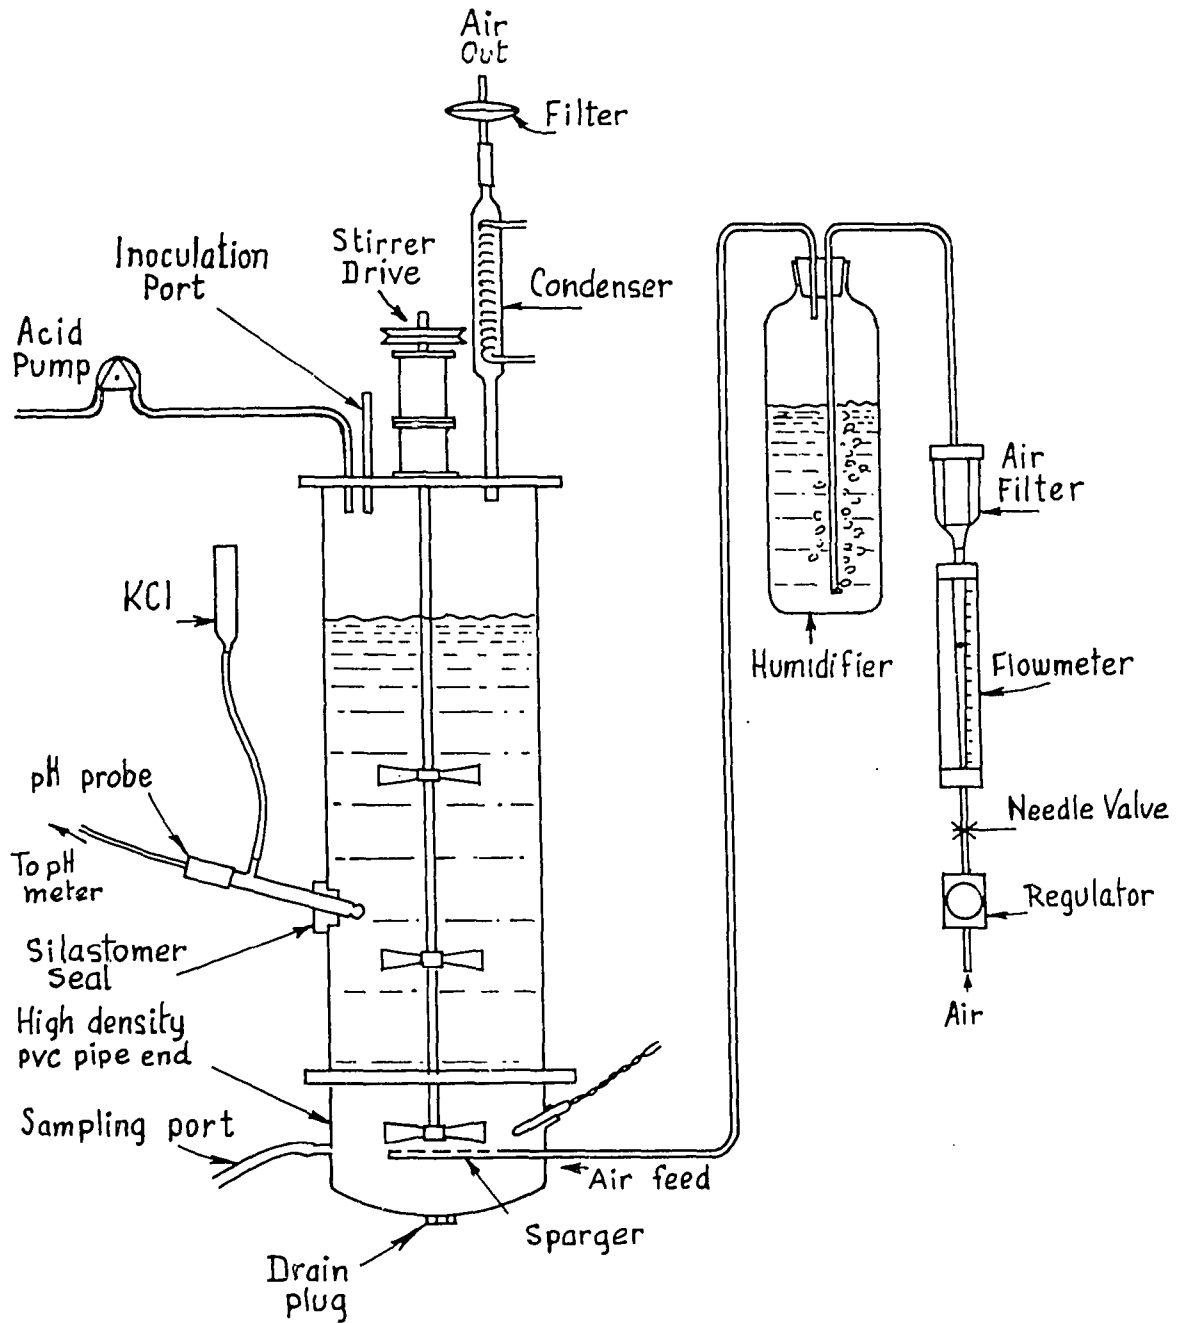 Air
Out
Filter
Stirrer
Drive
Inoculation
Port
Condenser
Acid
Pump
Air
Filter
KCl
Humidifier
Flowmeter
pH probe
Needle Valve
To pH
meter
Regulator
Silastomer
Seal
Air
High density
pvc pipe end
Sampling port
Air feed
Sparger
Drain
plug